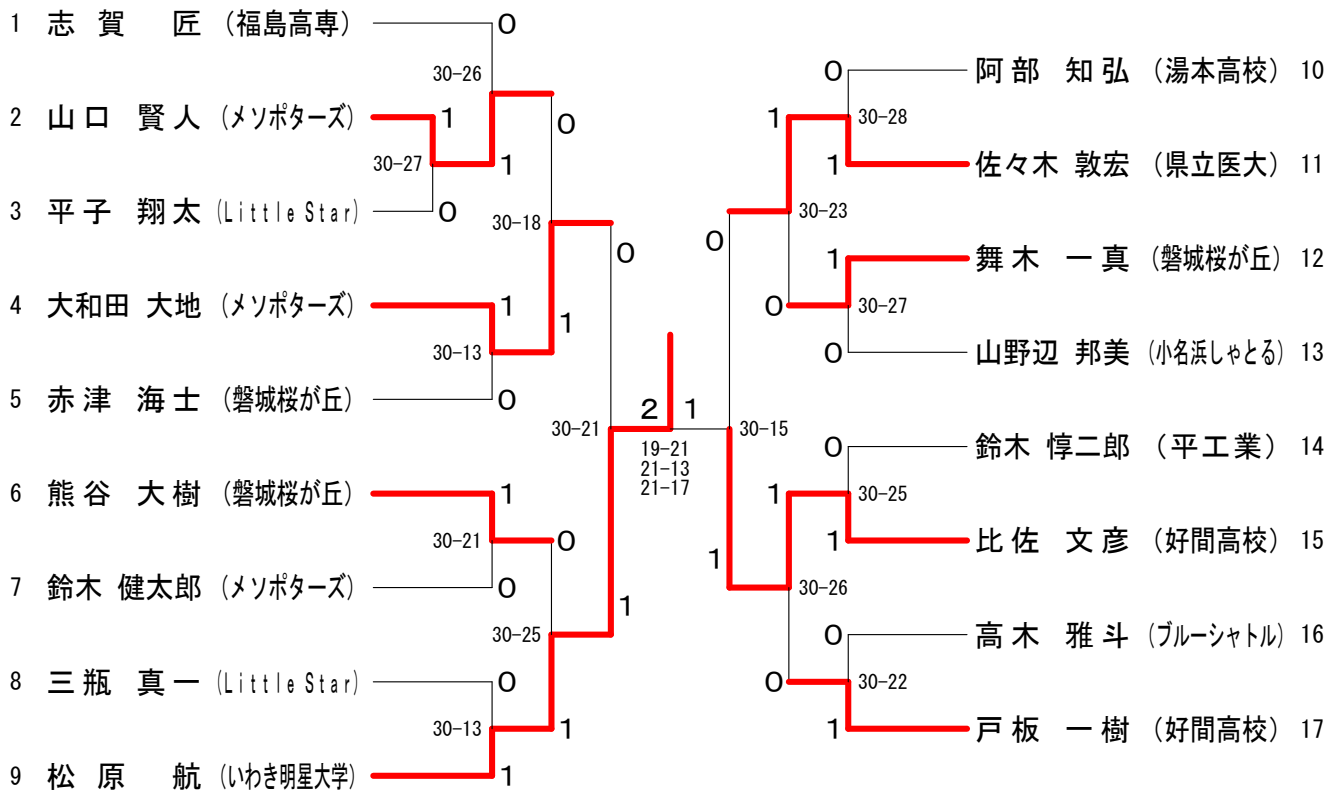 1 志賀 匠 (福島高専)
0
30-26
2 山口 賢人 (メソポターズ)
1
0
30-27
1
3 平子 翔太 (Little Star)
0
30-18
0
4 大和田 大地 (メソポターズ)
1
1
30-13
5 赤津 海士 (磐城桜が丘)
0
30-21
6 熊谷 大樹 (磐城桜が丘)
1
30-21
0
7 鈴木 健太郎 (メソポターズ)
0
1
30-25
8 三瓶 真一 (Little Star)
0
30-13
1
9 松原 航 (いわき明星大学)
1
2
1
19-21
21-13
21-17
0
阿部 知弘 (湯本高校) 10
1
30-28
1
佐々木 敦宏 (県立医大) 11
30-23
0
1
舞木 一真 (磐城桜が丘) 12
0
30-27
0
山野辺 邦美 (小名浜しゃとる) 13
30-15
0
鈴木 惇二郎 (平工業) 14
1
30-25
1
比佐 文彦 (好間高校) 15
1
30-26
0
高木 雅斗 (ブルーシャトル) 16
0
30-22
1
戸板 一樹 (好間高校) 17